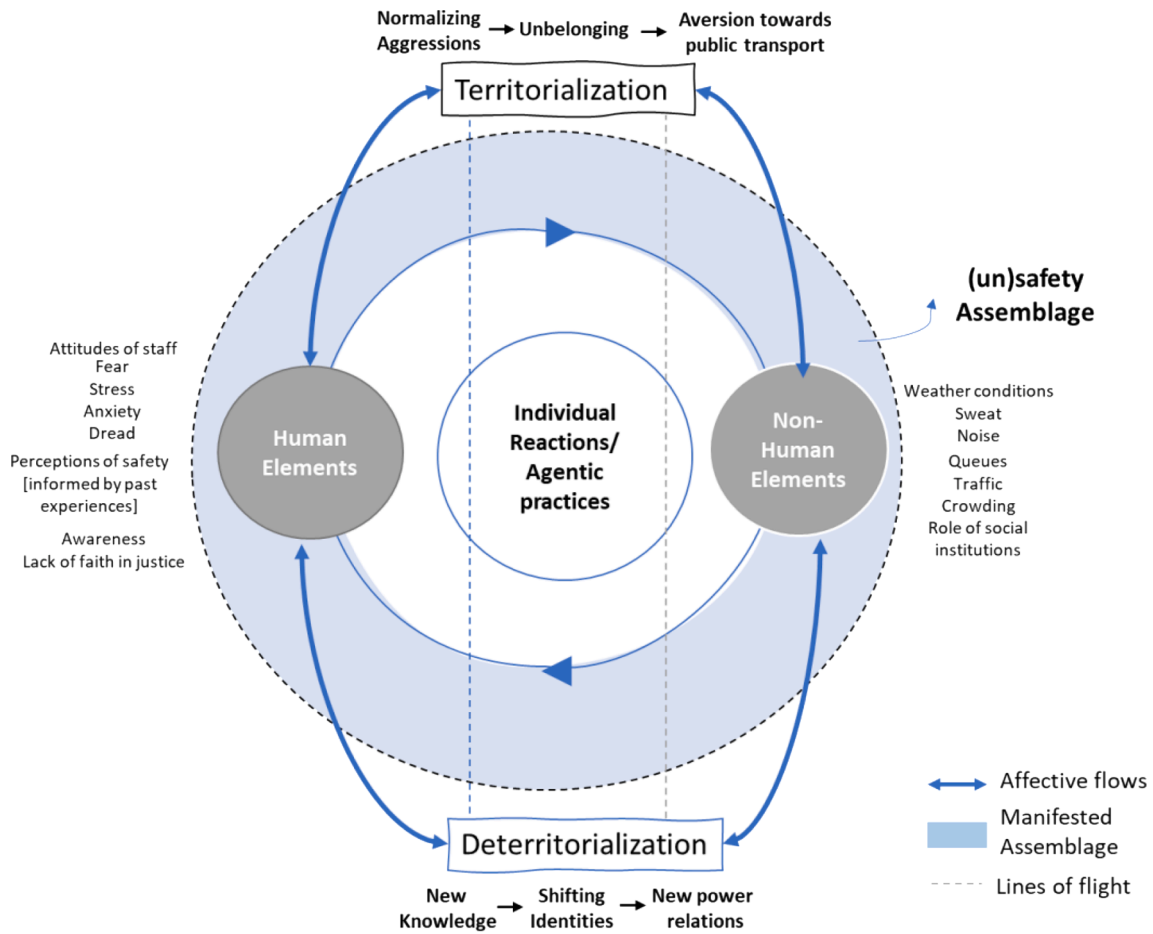 Normalizing
Aggressions
Unbelonging
Aversion towards
public transport
Territorialization
(un)safety
Assemblage
Attitudes of staff
Fear
Stress
Anxiety
Dread
Perceptions of safety
[informed by past
experiences]
Awareness
Lack of faith in justice
Human
Elements
Individual
Reactions/
Agentic
practices
Non-
Human
Elements
Weather conditions
Sweat
Noise
Queues
Traffic
Crowding
Role of social
institutions
Deterritorialization
New
Knowledge
Shifting
Identities
New power
relations
Affective flows
Manifested
Assemblage
Lines of flight